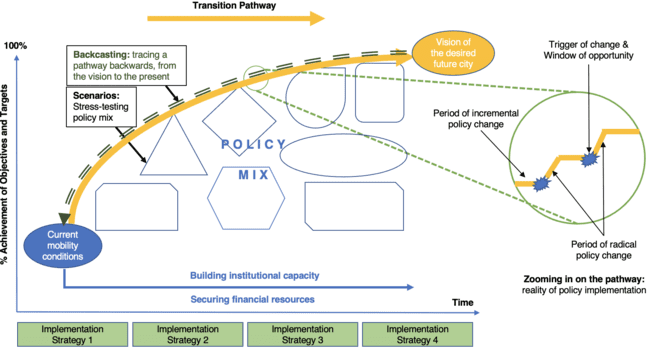 Transition Pathway
100%
% Achievement of Objectives and Targets
Backcasting: tracing a
pathway backwards, from
the vision to the present
Scenarios:
Stress-testing
policy mix
Vision of
the desired
future city
Trigger of change &
Window of opportunity
Period of incremental
policy change
POLICY
MIX
Period of radical
policy change
Current
mobility
conditions
Zooming in on the pathway:
reality of policy implementation
Building institutional capacity
Securing financial resources
Time
Implementation
Strategy 1
Implementation
Strategy 2
Implementation
Strategy 3
Implementation
Strategy 4